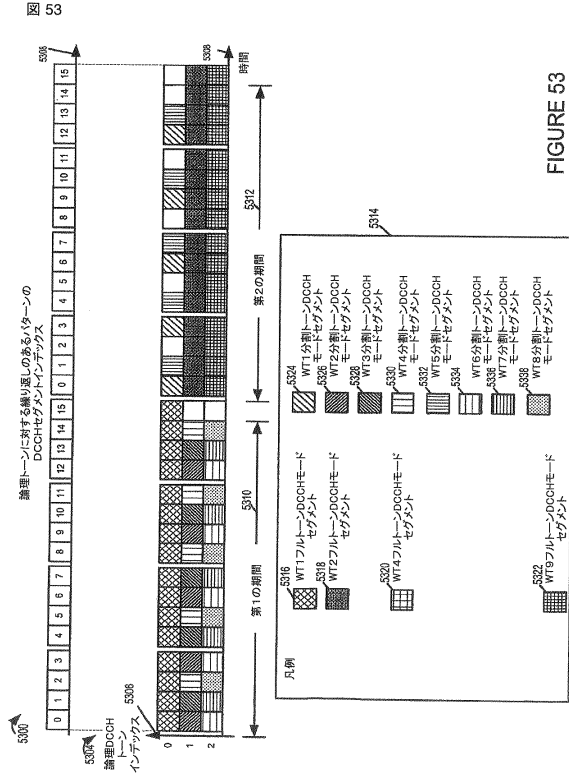 図 53
5300
論理トーンに対する繰り返しのあるパターンの
DCCHセグメントインデックス
0 1 2 3 4 5 6 7 8 9 10 11 12 13 14 15 0 1 2 3 4 5 6 7 8 9 10 11 12 13 14 15
5306
5304
論理DCCH
トーン
インデックス
5308
0
1
2
5308
時間
第1の期間
5310
第2の期間
5312
5314
凡例
5316
WT1フルトーンDCCHモード
セグメント
5318
WT2フルトーンDCCHモード
セグメント
5320
WT4フルトーンDCCHモード
セグメント
5322
WT9フルトーンDCCHモード
セグメント
5324
WT1分割トーンDCCH
モードセグメント
5326
WT2分割トーンDCCH
モードセグメント
5328
WT3分割トーンDCCH
モードセグメント
5330
WT4分割トーンDCCH
モードセグメント
5332
WT5分割トーンDCCH
モードセグメント
5334
WT6分割トーンDCCH
モードセグメント
5336
WT7分割トーンDCCH
モードセグメント
5338
WT8分割トーンDCCH
モードセグメント
FIGURE 53